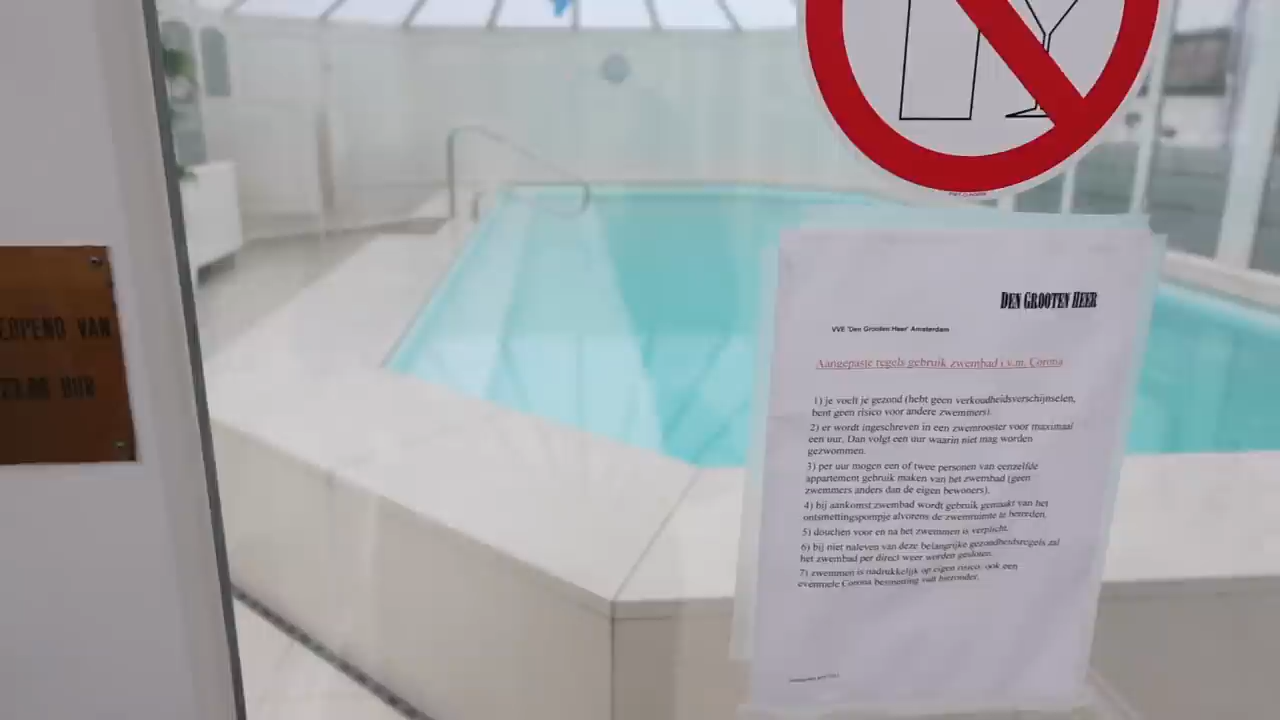 LOPEND VAN
23.00 UUR
DEN GROOTEN HEER
VVE 'Den Grooten Heer' Amsterdam
Aangepaste regels gebruik zwembad i.v.m. Corona
1) je voelt je gezond (hebt geen verkoudheidsverschijnselen,
bent geen risico voor andere zwemmers).
2) er wordt ingeschreven in een zwemrooster voor maximaal
een uur. Dan volgt een uur waarin niet mag worden
gezwommen.
3) per uur mogen een of twee personen van eenzelfde
appartement gebruik maken van het zwembad (geen
zwemmers anders dan de eigen bewoners).
4) bij aankomst zwembad wordt gebruik gemaakt van het
ontsmettingspompje alvorens de zwemruimte te betreden.
5) douchen voor en na het zwemmen is verplicht.
6) bij niet naleven van deze belangrijke gezondheidsregels zal
het zwembad per direct weer worden gesloten.
7) zwemmen is nadrukkelijk op eigen risico, ook een
eventuele Corona besmetting valt hieronder.